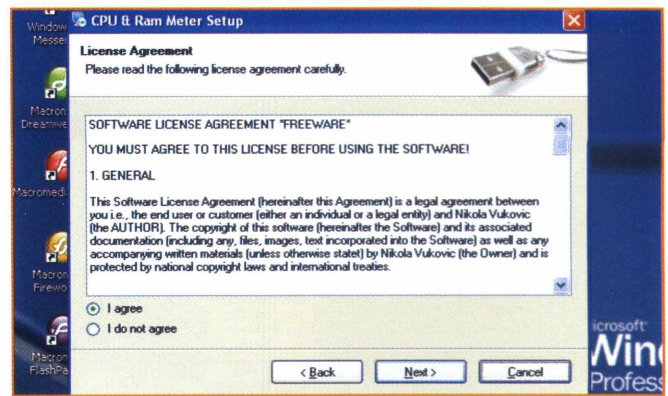 CPU & Ram Meter Setup
Window
License Agreement
Please read the following license agreement carefully.
SOFTWARE LICENSE AGREEMENT "FREEWARE"
YOU MUST AGREE TO THIS LICENSE BEFORE USING THE SOFTWARE!
1. GENERAL
This Software License Agreement (hereinafter this Agreement) is a legal agreement between
you i.e., the end user or customer (either an individual or a legal entity) and Nikola Vukovic
(the AUTHOR). The copyright of this software (hereinafter the Software) and its associated
documentation (including any, files, images, text incorporated into the Software) as well as any
accompanying written materials (unless otherwise statet) by Nikola Vukovic (the Owner) and is
protected by national copyright laws and international treaties.
I agree
I do not agree
< Back
Next >
Cancel
Messe
Macron
Dreamwe
Macromedi
Macron
Firewo
Macron
FlashPa
icrosoft
Win
Profess